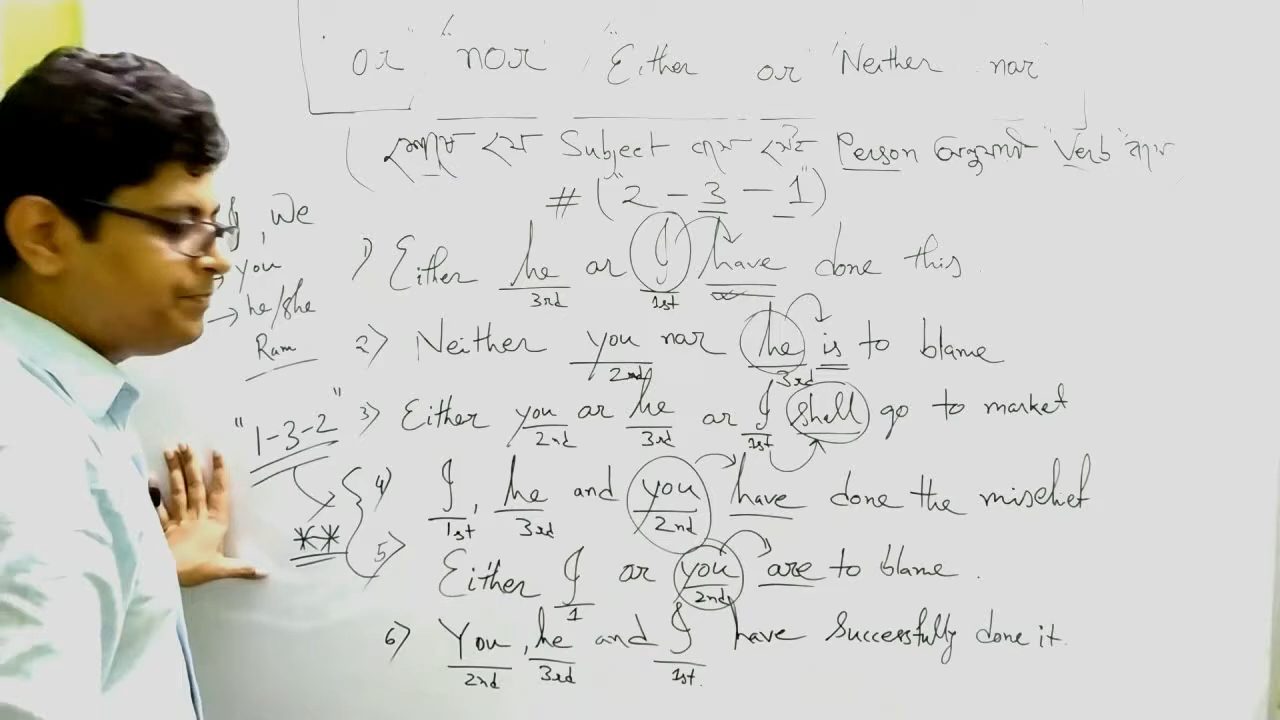 "or" "nor" "Either or "Neither nor"
(সবসময় Subject কাছে Person অনুযায়ী "Verb" বসে
# ("2 - 3 - 1")
I, we
→ you
→ he/she
Ram
1) Either he or I have done this.
3rd 1st
2) Neither you nor he is to blame
2nd 3rd
"1-3-2"
3) Either you or he or I shall go to market
2nd 3rd 1st
4) I, he and you have done the mischief
1st 3rd 2nd
**
5) Either I or you are to blame.
1 2nd
6) You, he and I have successfully done it.
2nd 3rd 1st.